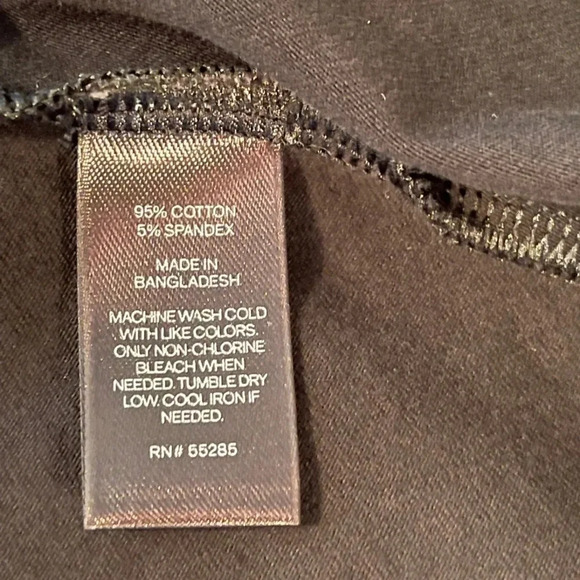 95% COTTON
5% SPANDEX
MADE IN
BANGLADESH
MACHINE WASH COLD
WITH LIKE COLORS.
ONLY NON-CHLORINE
BLEACH WHEN
NEEDED. TUMBLE DRY
LOW. COOL IRON IF
NEEDED.
RN# 55285